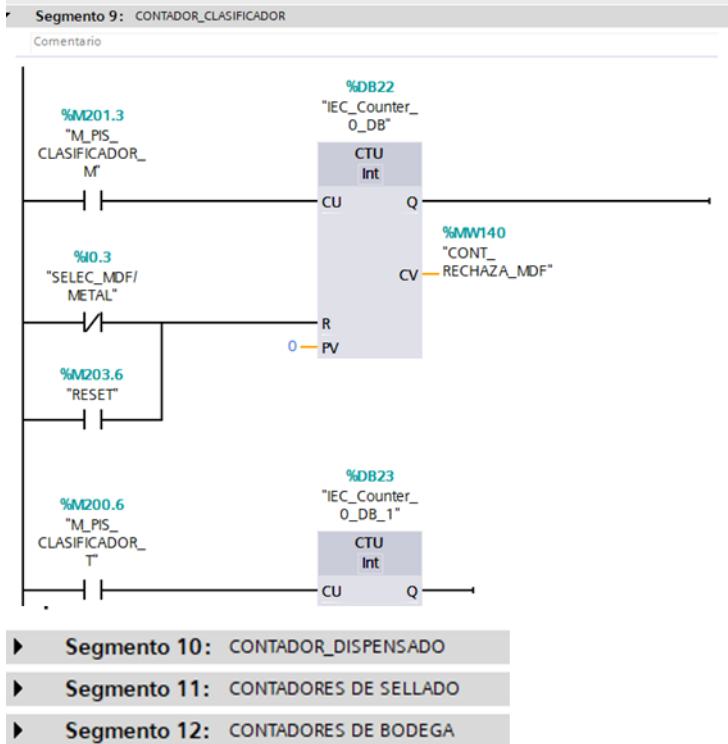 Segmento 9: CONTADOR_CLASIFICADOR
Comentario
%DB22
"IEC_Counter_
0_DB"
%M201.3
"M_PIS_
CLASIFICADOR_
M"
CTU
Int
CU
Q
%MW140
"CONT_
RECHAZA_MDF"
CV
%I0.3
"SELEC_MDF/
METAL"
R
0
PV
%M203.6
"RESET"
%DB23
"IEC_Counter_
0_DB_1"
%M200.6
"M_PIS_
CLASIFICADOR_
T"
CTU
Int
CU
Q
Segmento 10: CONTADOR_DISPENSADO
Segmento 11: CONTADORES DE SELLADO
Segmento 12: CONTADORES DE BODEGA